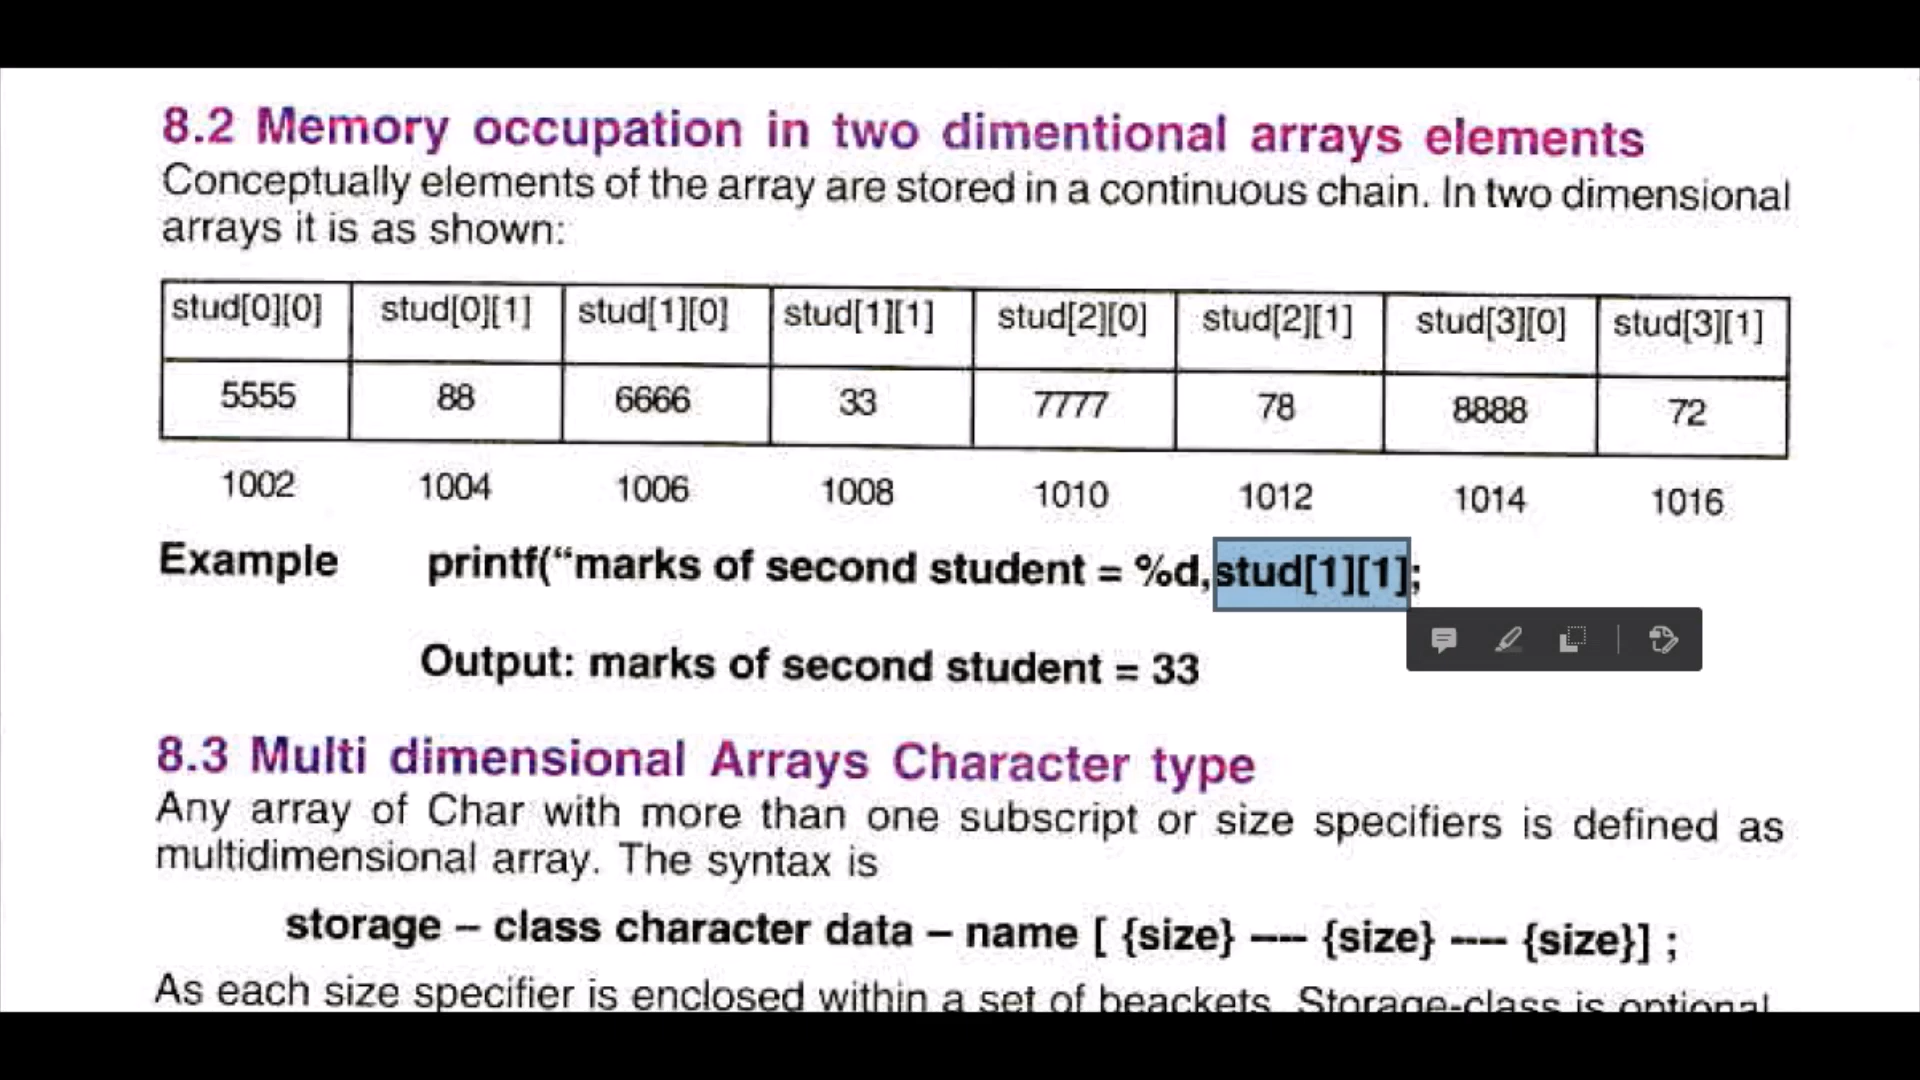 8.2 Memory occupation in two dimentional arrays elements
Conceptually elements of the array are stored in a continuous chain. In two dimensional
arrays it is as shown:
stud[0][0] stud[0][1] stud[1][0] stud[1][1] stud[2][0] stud[2][1] stud[3][0] stud[3][1]
5555 88 6666 33 7777 78 8888 72
1002 1004 1006 1008 1010 1012 1014 1016
Example printf(“marks of second student = %d,stud[1][1];
Output: marks of second student = 33
8.3 Multi dimensional Arrays Character type
Any array of Char with more than one subscript or size specifiers is defined as
multidimensional array. The syntax is
storage – class character data – name [ {size} ---- {size} ---- {size}] ;
As each size specifier is enclosed within a set of beackets. Storage-class is optional